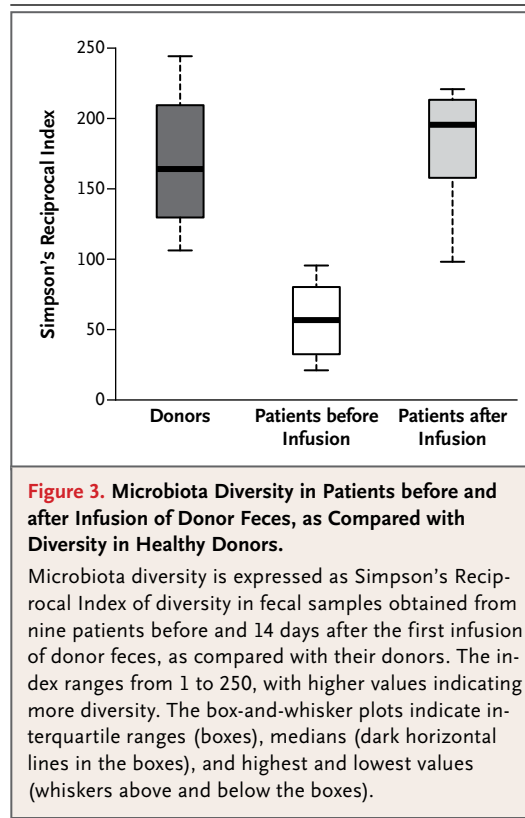 250
200
150
100
50
0
Simpson's Reciprocal Index
Donors
Patients before
Infusion
Patients after
Infusion
Figure 3. Microbiota Diversity in Patients before and
after Infusion of Donor Feces, as Compared with
Diversity in Healthy Donors.
Microbiota diversity is expressed as Simpson's Recip-
rocal Index of diversity in fecal samples obtained from
nine patients before and 14 days after the first infusion
of donor feces, as compared with their donors. The in-
dex ranges from 1 to 250, with higher values indicating
more diversity. The box-and-whisker plots indicate in-
terquartile ranges (boxes), medians (dark horizontal
lines in the boxes), and highest and lowest values
(whiskers above and below the boxes).